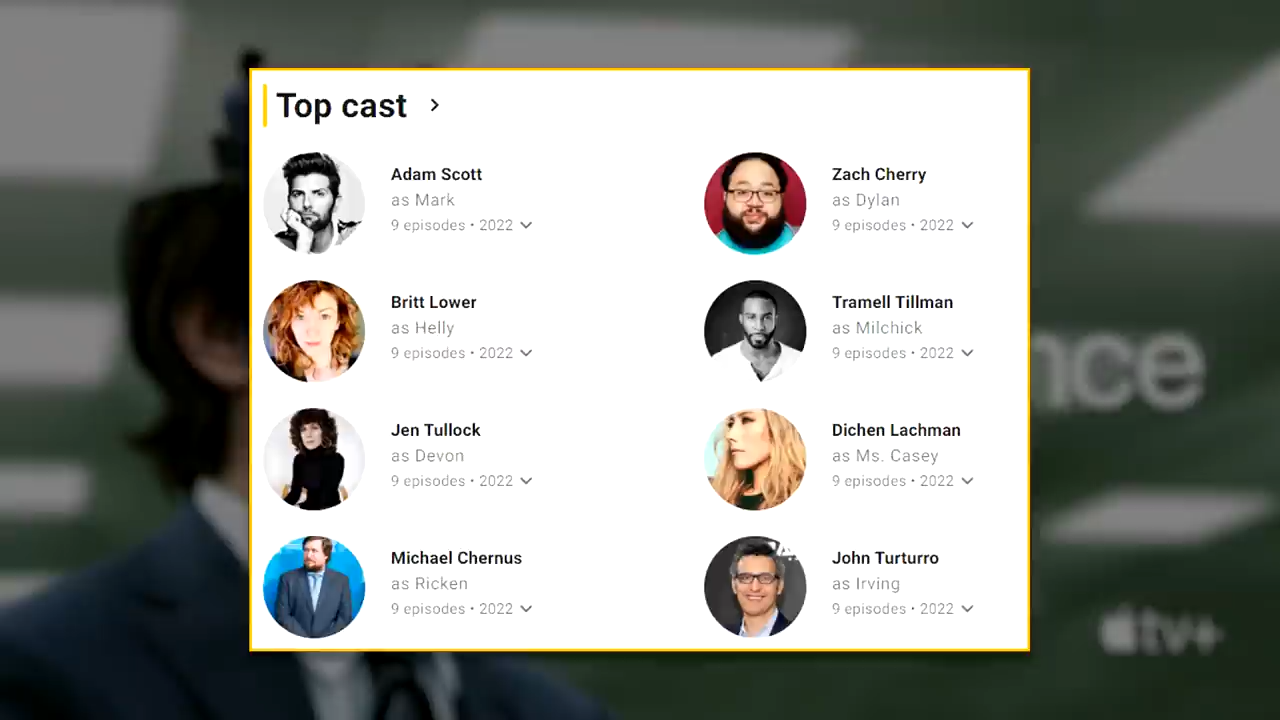 Top cast
Adam Scott
as Mark
9 episodes • 2022
Zach Cherry
as Dylan
9 episodes • 2022
Britt Lower
as Helly
9 episodes • 2022
Tramell Tillman
as Milchick
9 episodes • 2022
Jen Tullock
as Devon
9 episodes • 2022
Dichen Lachman
as Ms. Casey
9 episodes • 2022
Michael Chernus
as Ricken
9 episodes • 2022
John Turturro
as Irving
9 episodes • 2022
nce
tv+